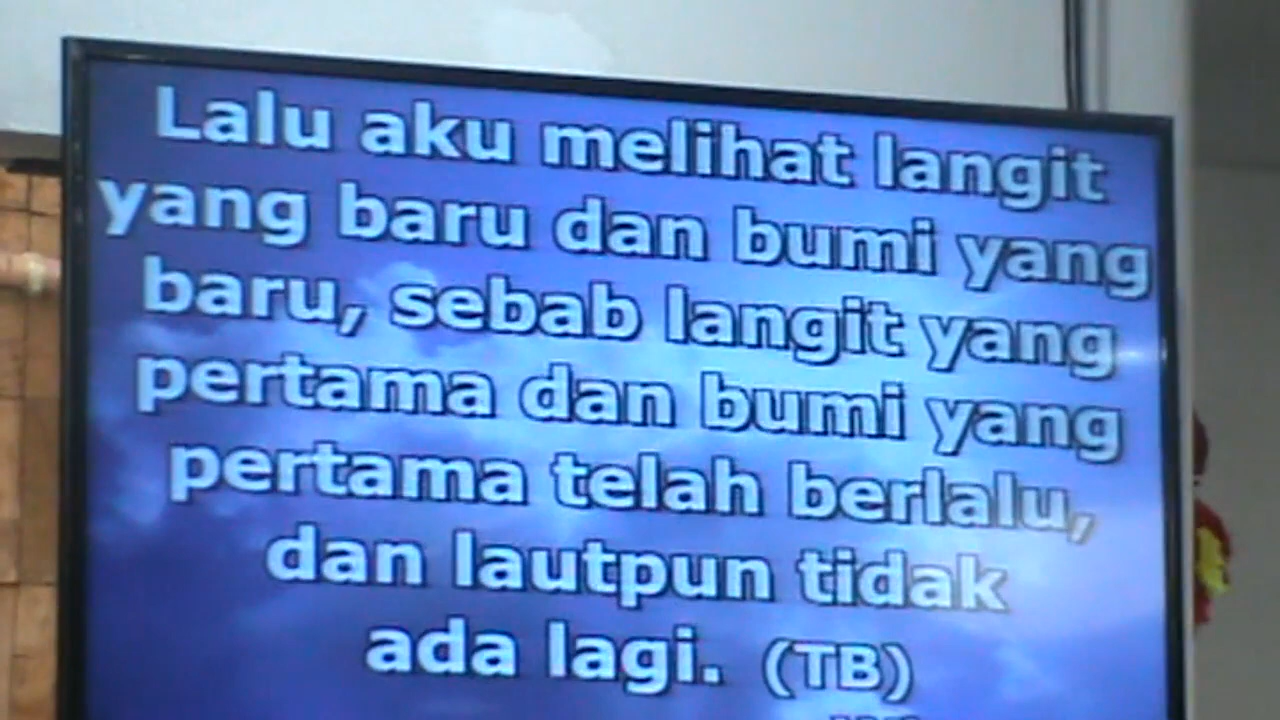 Lalu aku melihat langit
yang baru dan bumi yang
baru, sebab langit yang
pertama dan bumi yang
pertama telah berlalu,
dan lautpun tidak
ada lagi. (TB)